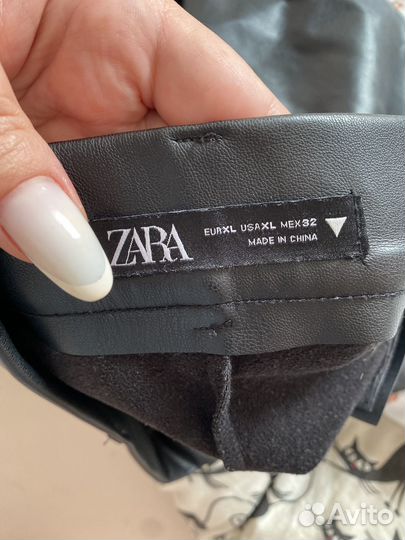 ZARA
EUR XL USA XL MEX 32
MADE IN CHINA
Avito